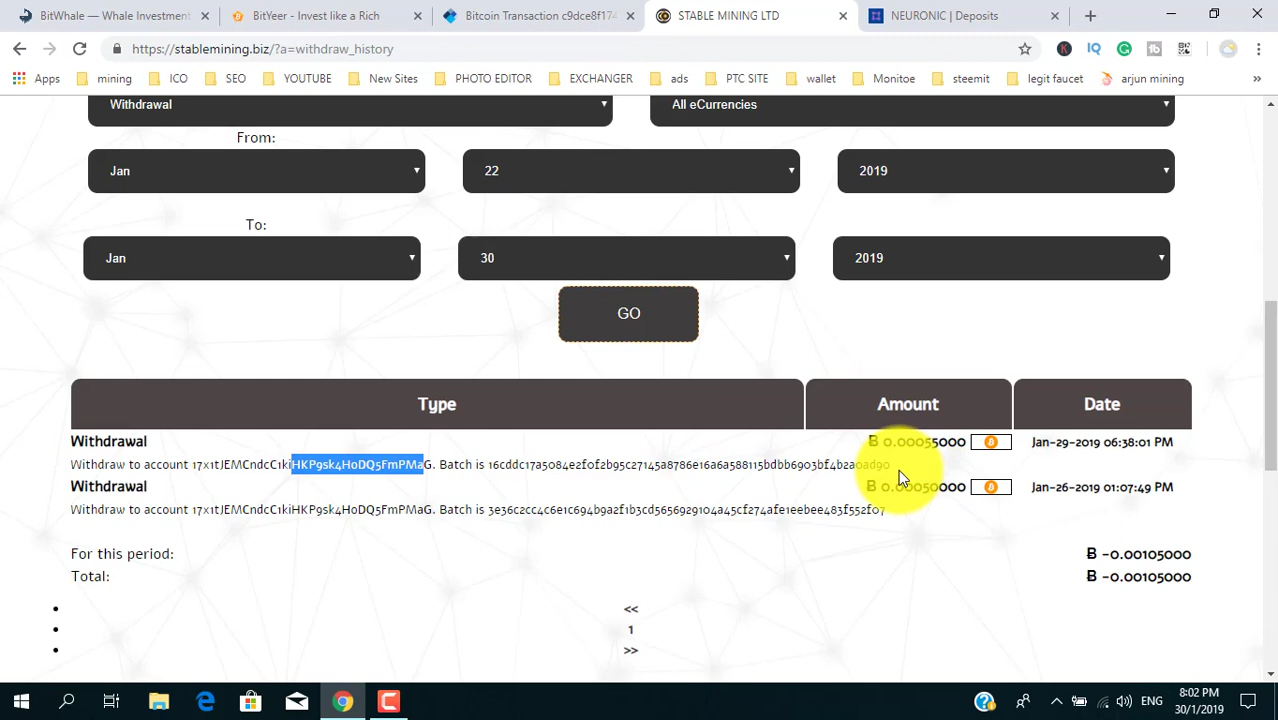 BitWhale — Whale Investment
BitYeer - Invest like a Rich
Bitcoin Transaction c9dce8f174
STABLE MINING LTD
NEURONIC | Deposits
https://stablemining.biz/?a=withdraw_history
Apps
mining
ICO
SEO
YOUTUBE
New Sites
PHOTO EDITOR
EXCHANGER
ads
PTC SITE
wallet
Monitoe
steemit
legit faucet
arjun mining
»
Withdrawal
All eCurrencies
From:
Jan
22
2019
To:
Jan
30
2019
GO
Type
Amount
Date
Withdrawal
Ƀ 0.00055000
Jan-29-2019 06:38:01 PM
Withdraw to account 17x1tJEMCndcC1kiHKP9sk4HoDQ5FmPMaG. Batch is 16cddc17a5084e2f0f2b95c27145a8786e16a6a588115bdbb6903bf4b2a0ad90
Withdrawal
Ƀ 0.00050000
Jan-26-2019 01:07:49 PM
Withdraw to account 17x1tJEMCndcC1kiHKP9sk4HoDQ5FmPMaG. Batch is 3e36c2cc4c6e1c694b9a2f1b3cd5656929104a45cf274afe1eebee483f552f07
For this period:
Ƀ -0.00105000
Total:
Ƀ -0.00105000
<<
1
>>
ENG
8:02 PM
30/1/2019